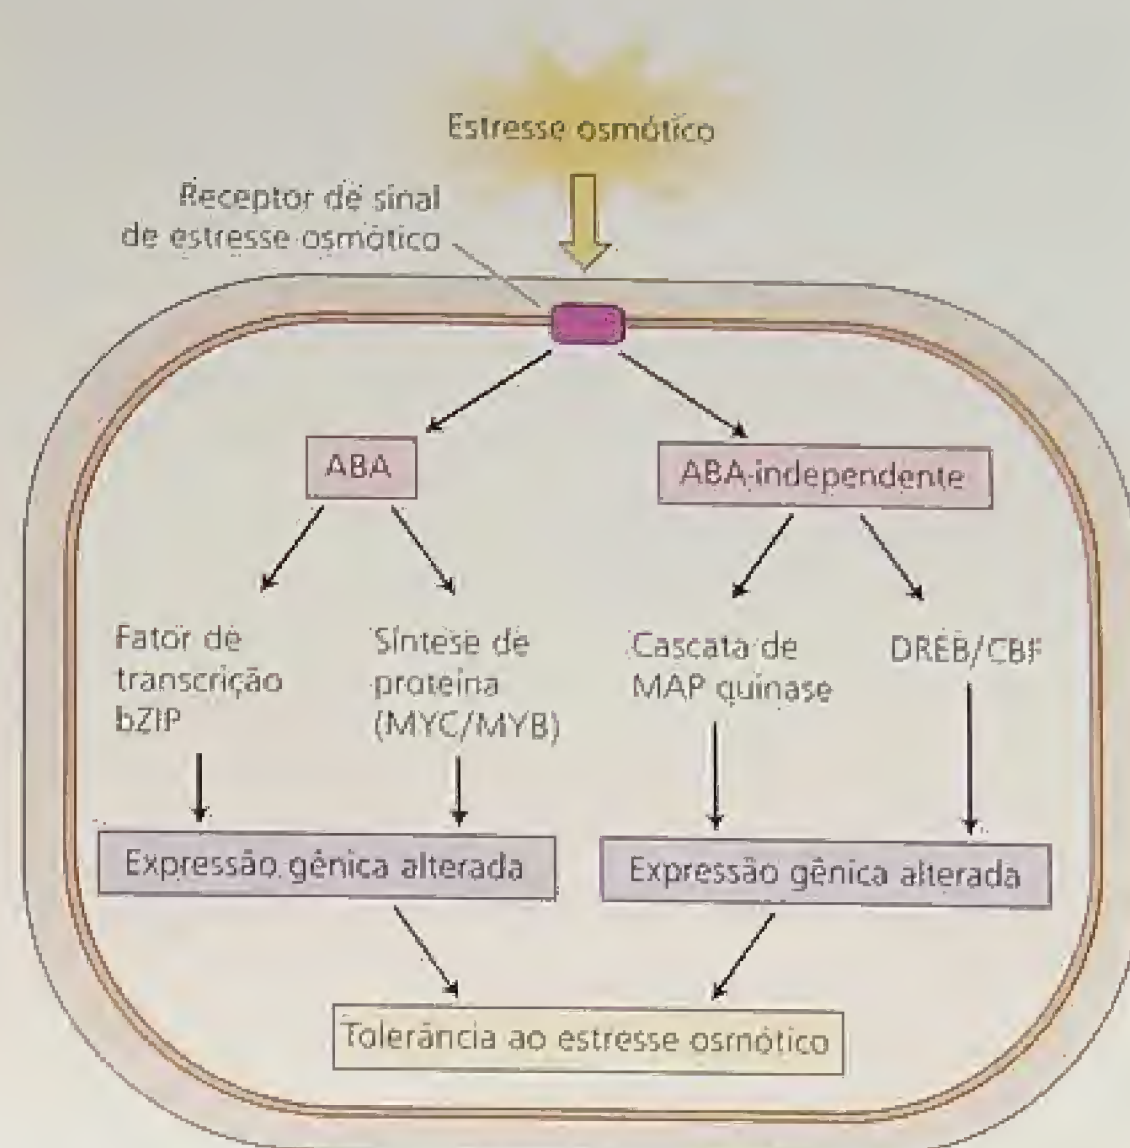 Estresse osmótico
Receptor de sinal
de estresse osmótico
ABA
ABA-independente
Fator de
transcrição
bZIP
Síntese de
proteína
(MYC/MYB)
Cascata de
MAP quinase
DREB/CBF
Expressão gênica alterada
Expressão gênica alterada
Tolerância ao estresse osmótico